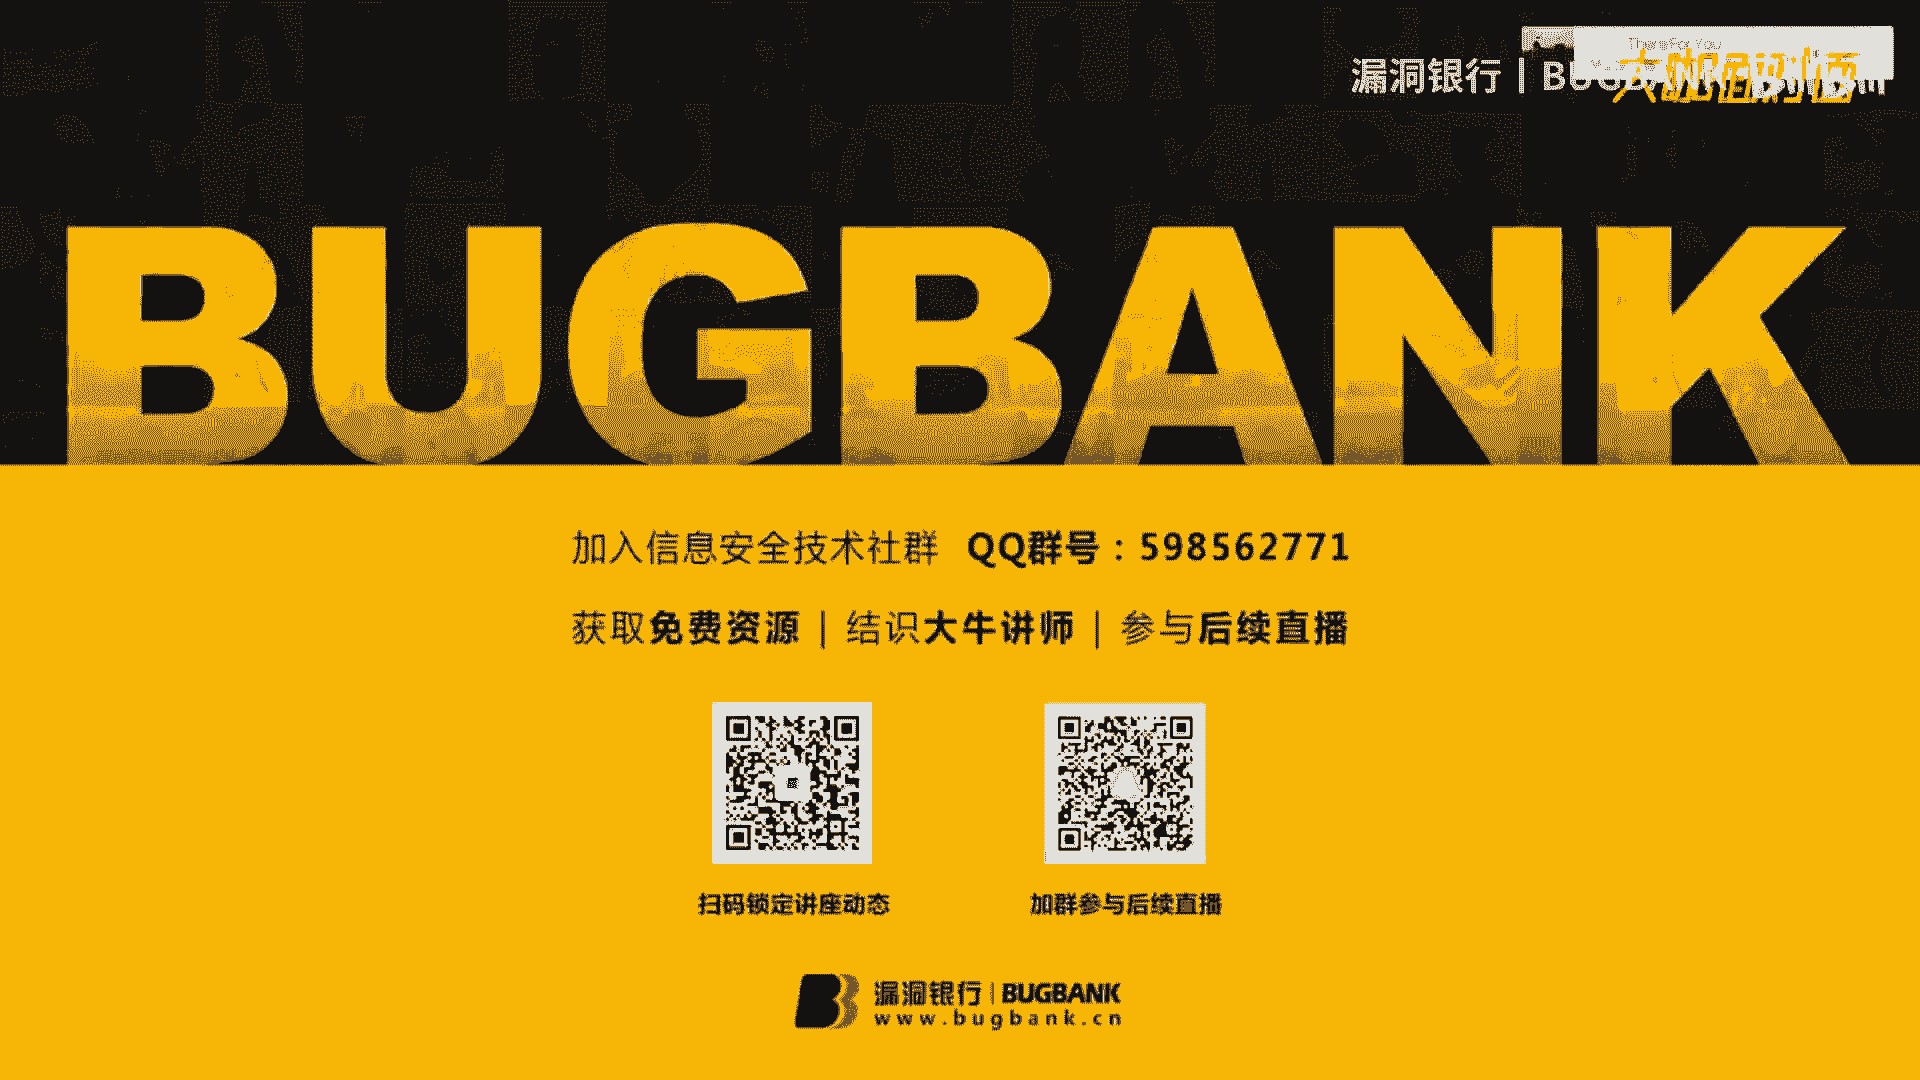 ThereFor You
漏洞银行 | BUGBANK
BUGBANK
加入信息安全技术社群 QQ群号：598562771
获取免费资源 | 结识大牛讲师 | 参与后续直播
扫码锁定讲座动态
加群参与后续直播
漏洞银行 | BUGBANK
www.bugbank.cn